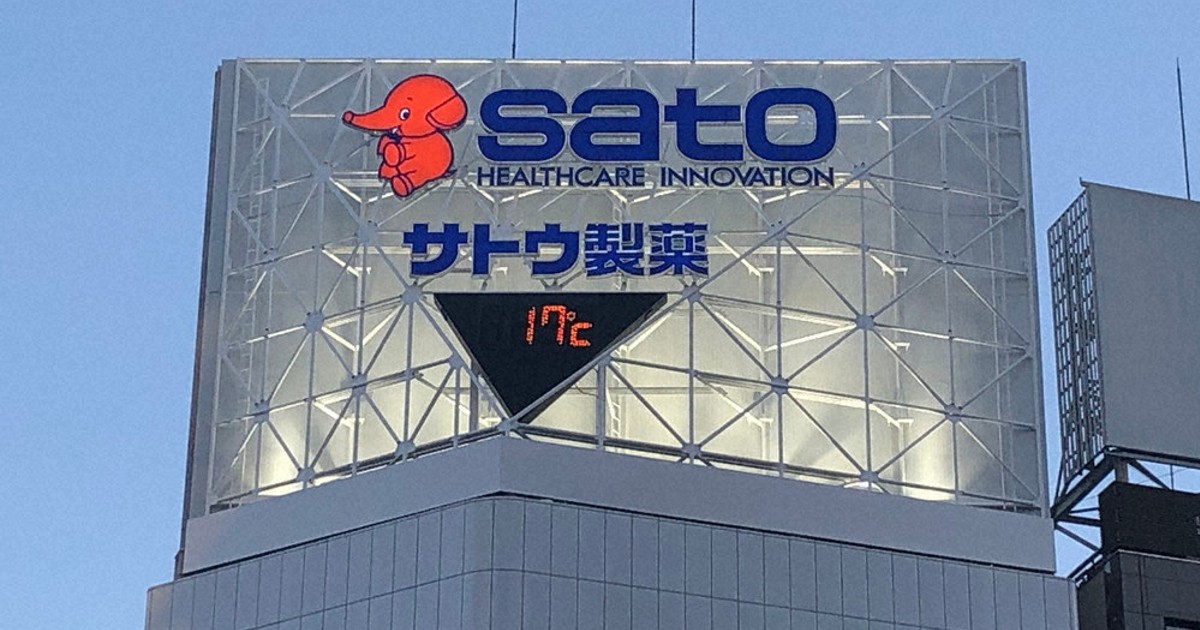 sato
HEALTHCARE INNOVATION
サトウ製薬
17℃